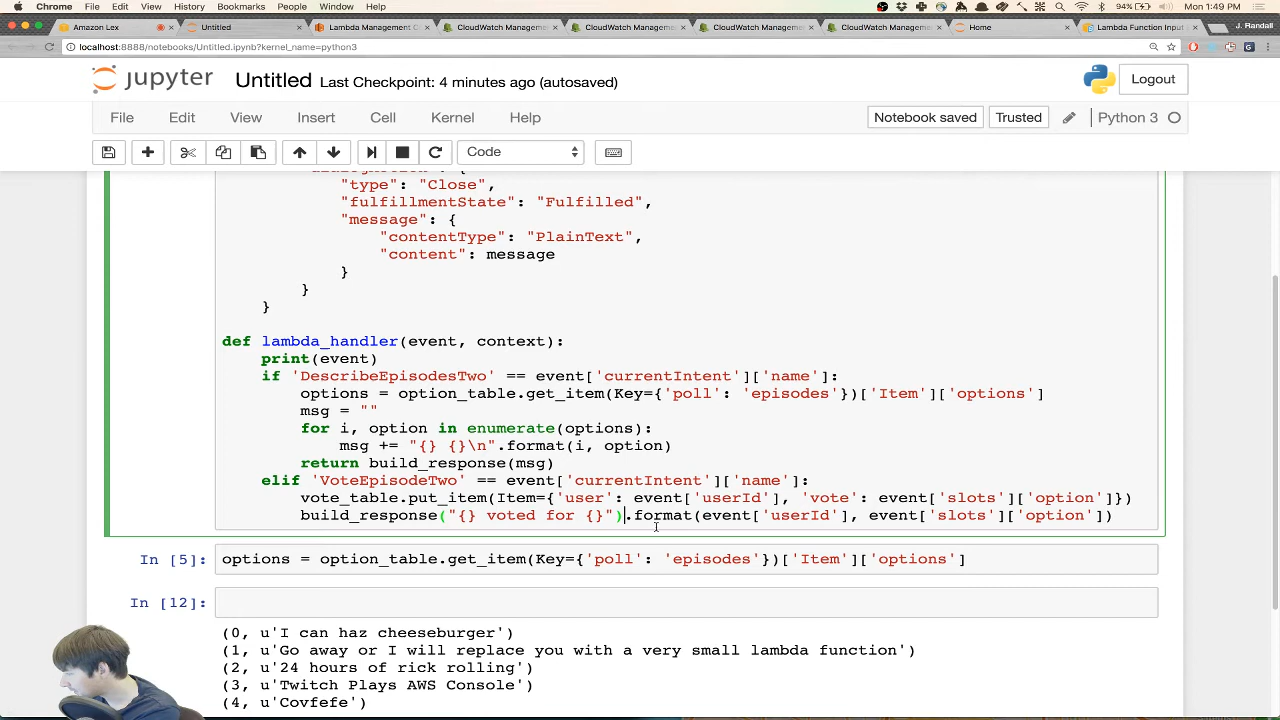 Chrome File Edit View History Bookmarks People Window Help 94% Mon 1:49 PM
Amazon Lex Untitled Lambda Management C CloudWatch Manageme CloudWatch Manageme CloudWatch Manageme CloudWatch Manageme Home Lambda Function Input J. Randall
localhost:8888/notebooks/Untitled.ipynb?kernel_name=python3
jupyter Untitled Last Checkpoint: 4 minutes ago (autosaved) Logout
File Edit View Insert Cell Kernel Help Notebook saved Trusted Python 3
Code
"type": "Close",
"fulfillmentState": "Fulfilled",
"message": {
"contentType": "PlainText",
"content": message
}
}
}
def lambda_handler(event, context):
print(event)
if 'DescribeEpisodesTwo' == event['currentIntent']['name']:
options = option_table.get_item(Key={'poll': 'episodes'})['Item']['options']
msg = ""
for i, option in enumerate(options):
msg += "{} {}\n".format(i, option)
return build_response(msg)
elif 'VoteEpisodeTwo' == event['currentIntent']['name']:
vote_table.put_item(Item={'user': event['userId'], 'vote': event['slots']['option']})
build_response("{} voted for {}").format(event['userId'], event['slots']['option'])
In [5]: options = option_table.get_item(Key={'poll': 'episodes'})['Item']['options']
In [12]:
(0, u'I can haz cheeseburger')
(1, u'Go away or I will replace you with a very small lambda function')
(2, u'24 hours of rick rolling')
(3, u'Twitch Plays AWS Console')
(4, u'Covfefe')